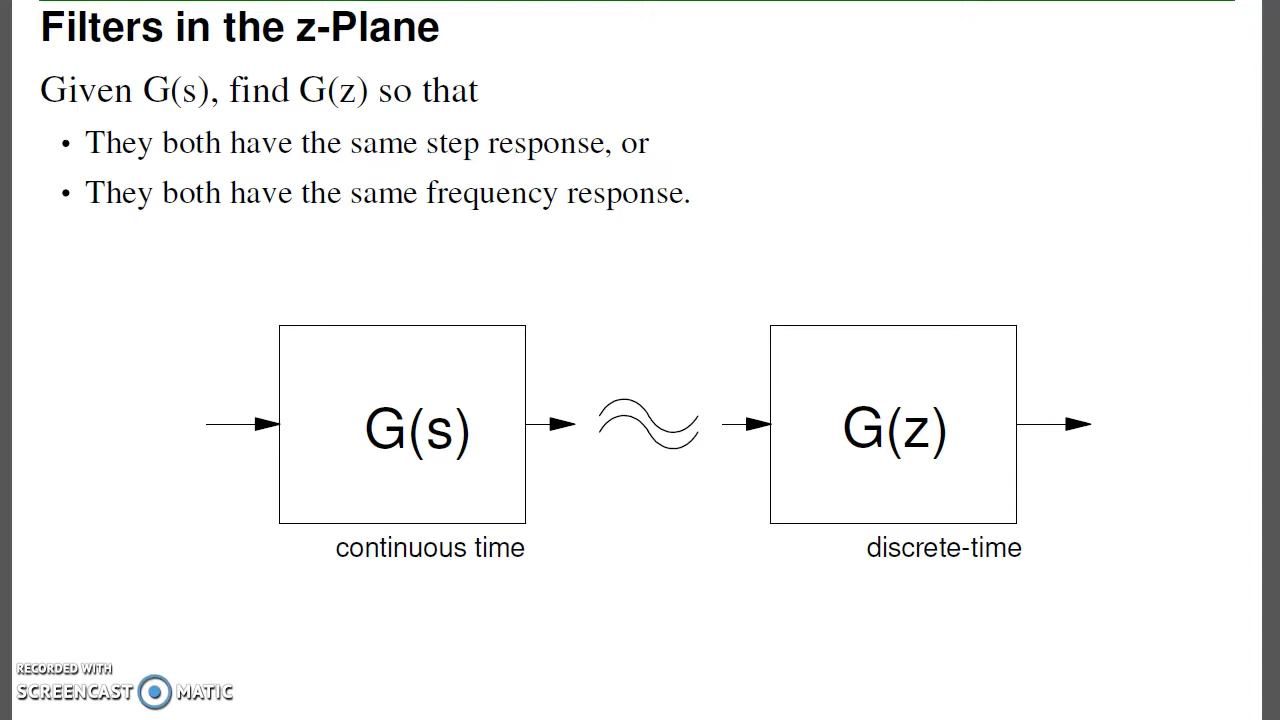 Filters in the z-Plane
Given G(s), find G(z) so that
• They both have the same step response, or
• They both have the same frequency response.
G(s)
G(z)
continuous time
discrete-time
RECORDED WITH
SCREENCAST MATIC